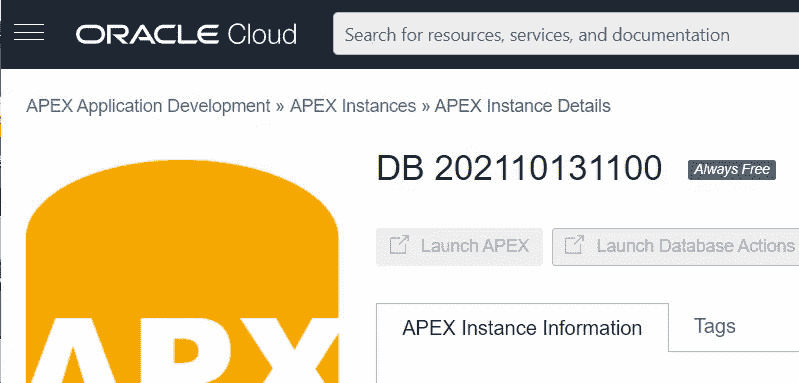 ORACLE Cloud
Search for resources, services, and documentation
APEX Application Development » APEX Instances » APEX Instance Details
DB 202110131100
Always Free
Launch APEX
Launch Database Actions
APX
APEX Instance Information
Tags